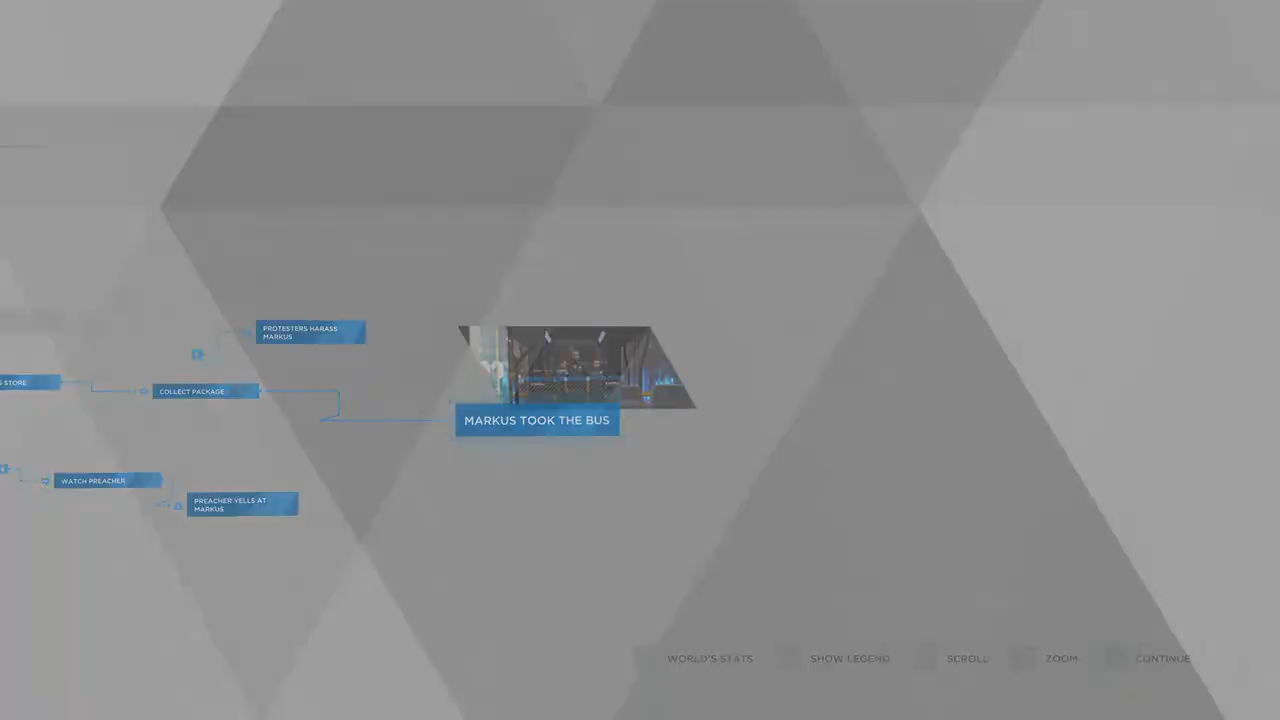 PROTESTERS HARASS
MARKUS
STORE
COLLECT PACKAGE
MARKUS TOOK THE BUS
WATCH PREACHER
PREACHER YELLS AT
MARKUS
WORLD'S STATS
SHOW LEGEND
SCROLL
ZOOM
CONTINUE